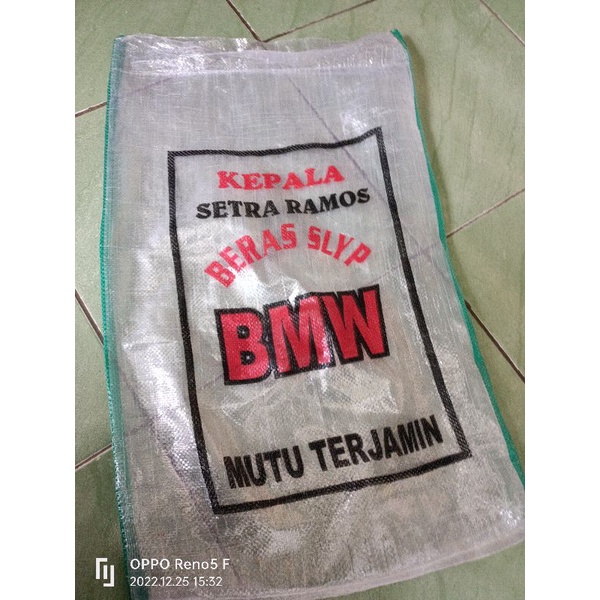 KEPALA
SETRA RAMOS
BERAS SLYP
BMW
MUTU TERJAMIN
OPPO Reno5 F
2022.12.25 15:32